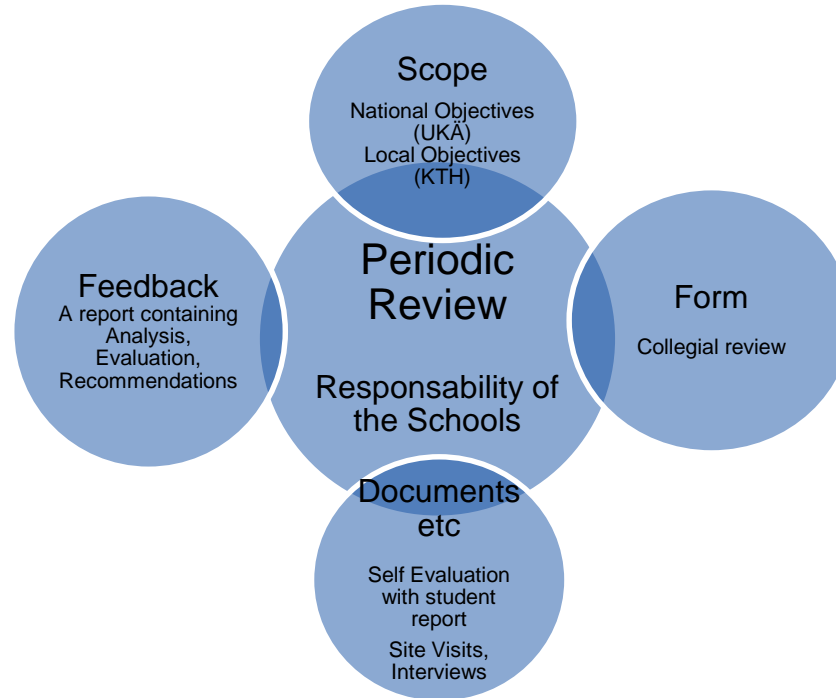 Scope
National Objectives
(UKÄ)
Local Objectives
(KTH)
Periodic
Review
Responsability of
the Schools
Feedback
A report containing
Analysis,
Evaluation,
Recommendations
Form
Collegial review
Documents
etc
Self Evaluation
with student
report
Site Visits,
Interviews